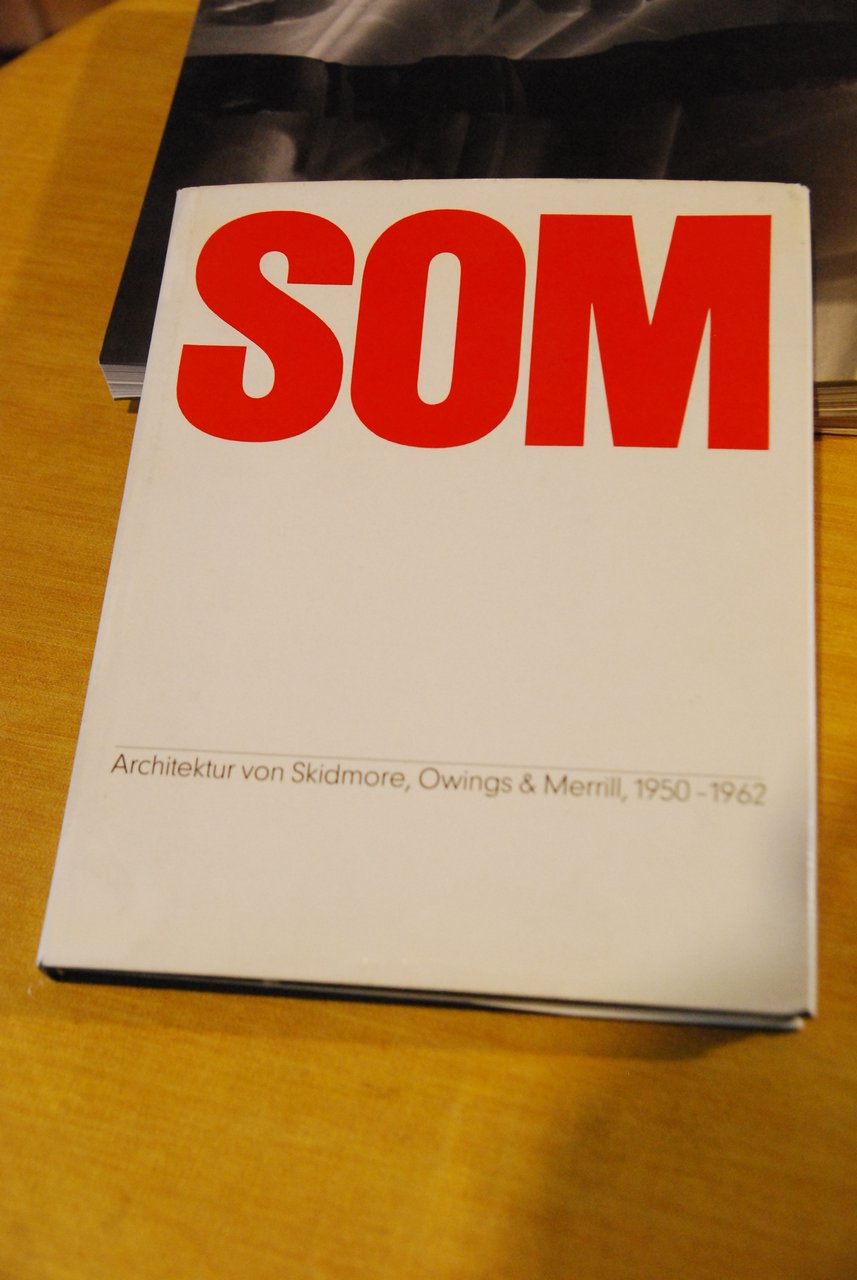 SOM
Architektur von Skidmore, Owings & Merrill, 1950-1962